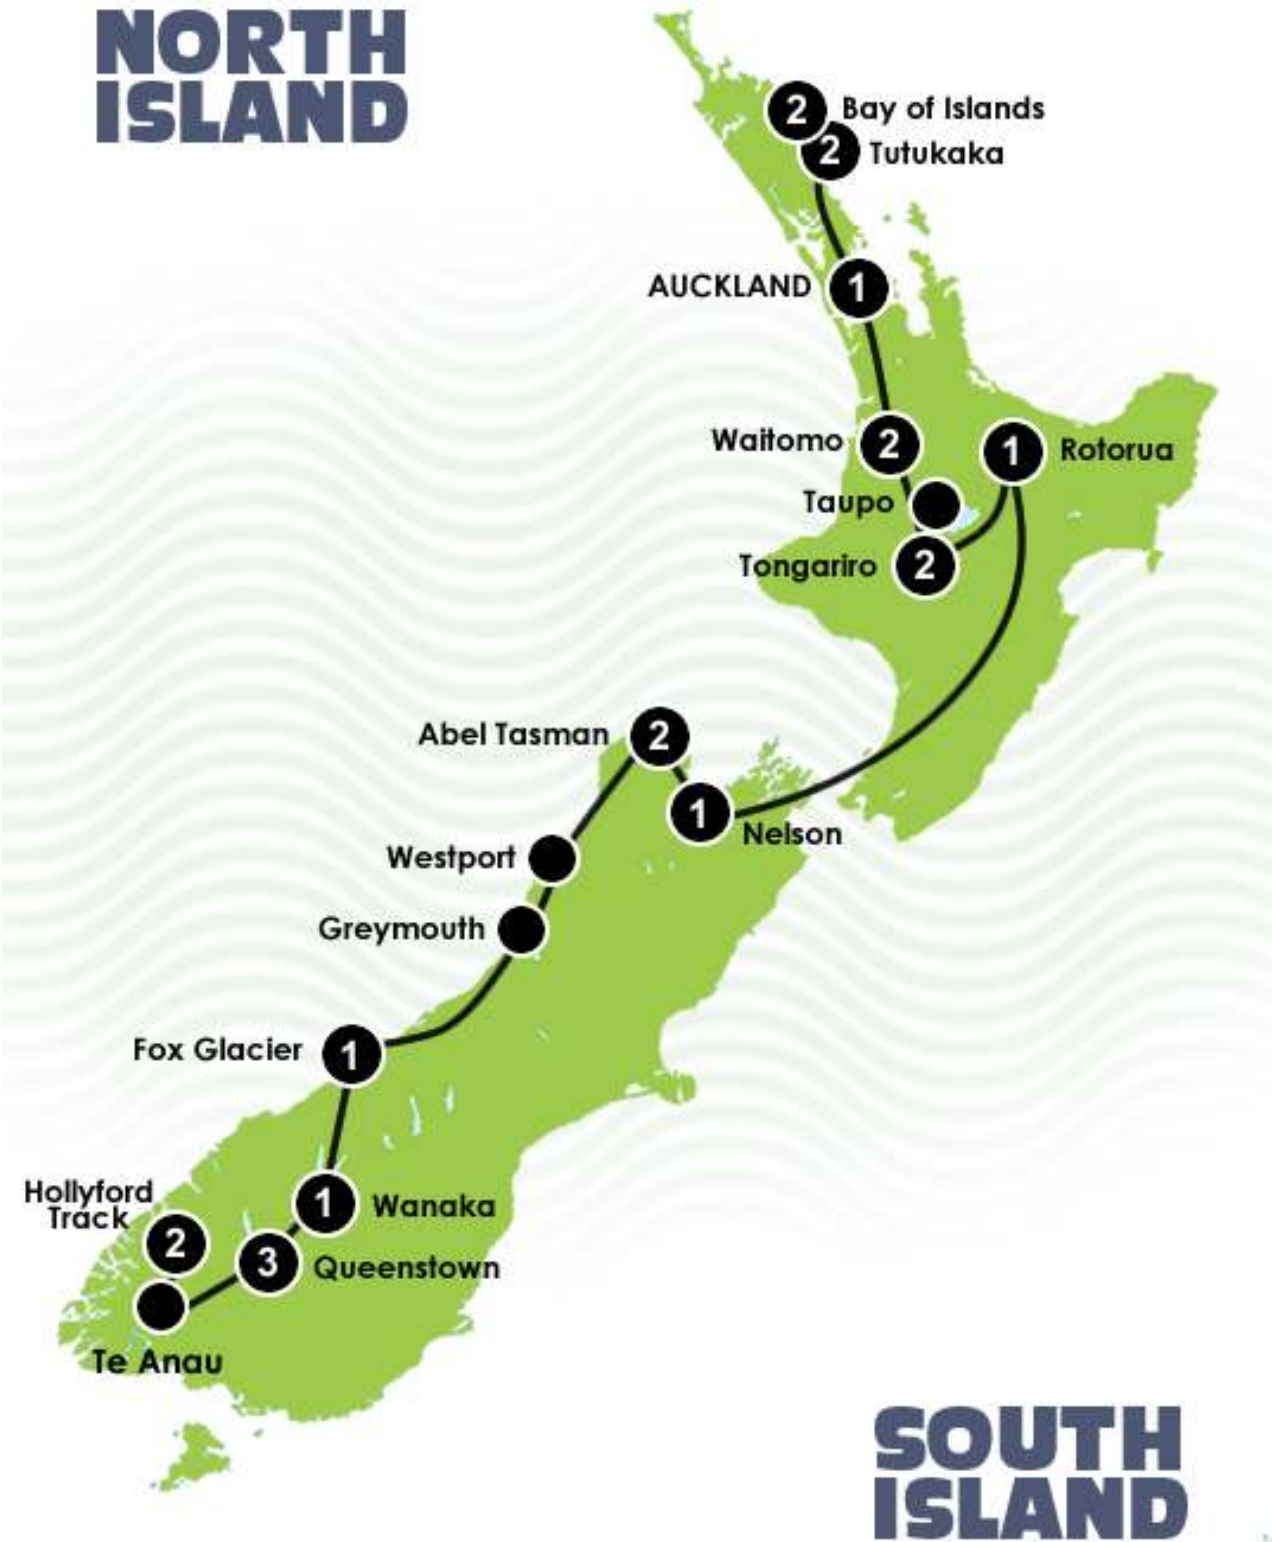 NORTH
ISLAND
2 Bay of Islands
2 Tutukaka
AUCKLAND 1
Waitomo 2
1 Rotorua
Taupo
Tongariro 2
Abel Tasman 2
1
Nelson
Westport
Greymouth
Fox Glacier 1
Hollyford
Track
1 Wanaka
2
3 Queenstown
Te Anau
SOUTH
ISLAND